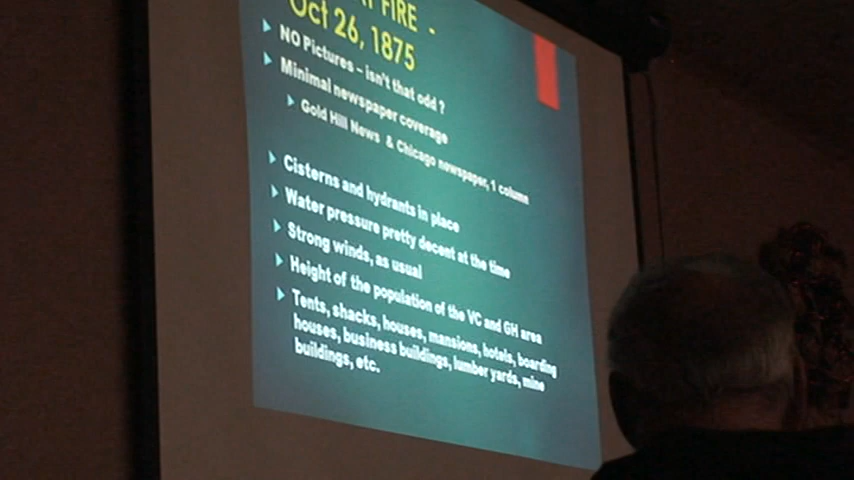 FIRE -
Oct 26, 1875
NO Pictures – isn't that odd ?
Minimal newspaper coverage
Gold Hill News & Chicago newspaper, 1 column
Cisterns and hydrants in place
Water pressure pretty decent at the time
Strong winds, as usual
Height of the population of the VC and GH area
Tents, shacks, houses, mansions, hotels, boarding
houses, business buildings, lumber yards, mine
buildings, etc.